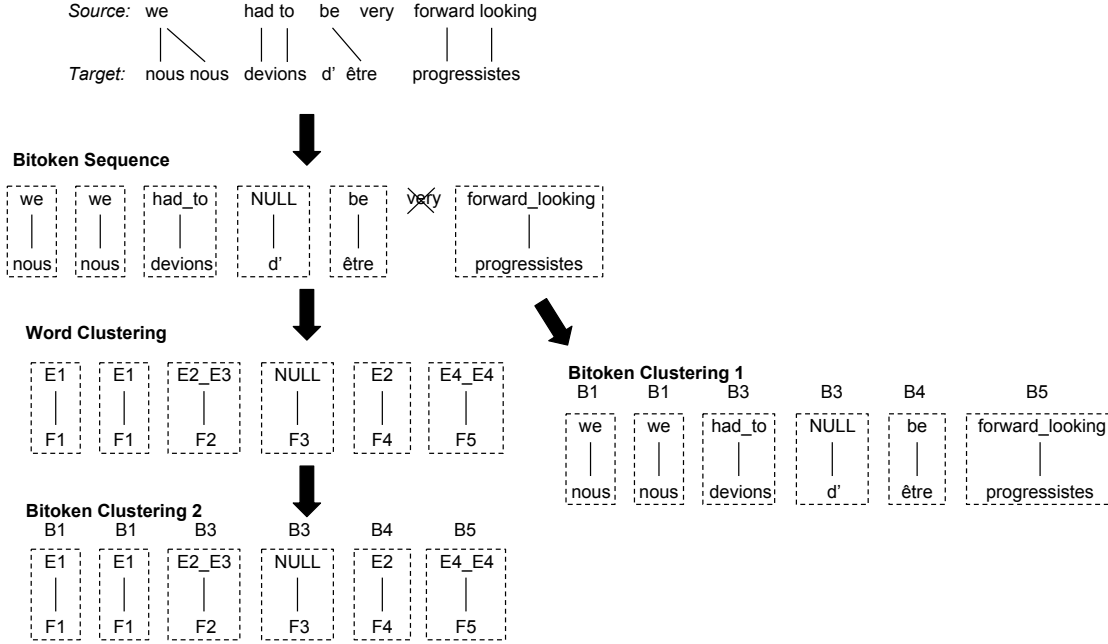 Source: we had to be very forward looking
Target: nous nous devions d' être progressistes
Bitoken Sequence
we we had_to NULL be very forward_looking
nous nous devions d' être progressistes
Word Clustering
E1 E1 E2_E3 NULL E2 E4_E4
F1 F1 F2 F3 F4 F5
Bitoken Clustering 1
B1 B1 B3 B3 B4 B5
we we had_to NULL be forward_looking
nous nous devions d' être progressistes
Bitoken Clustering 2
B1 B1 B3 B3 B4 B5
E1 E1 E2_E3 NULL E2 E4_E4
F1 F1 F2 F3 F4 F5